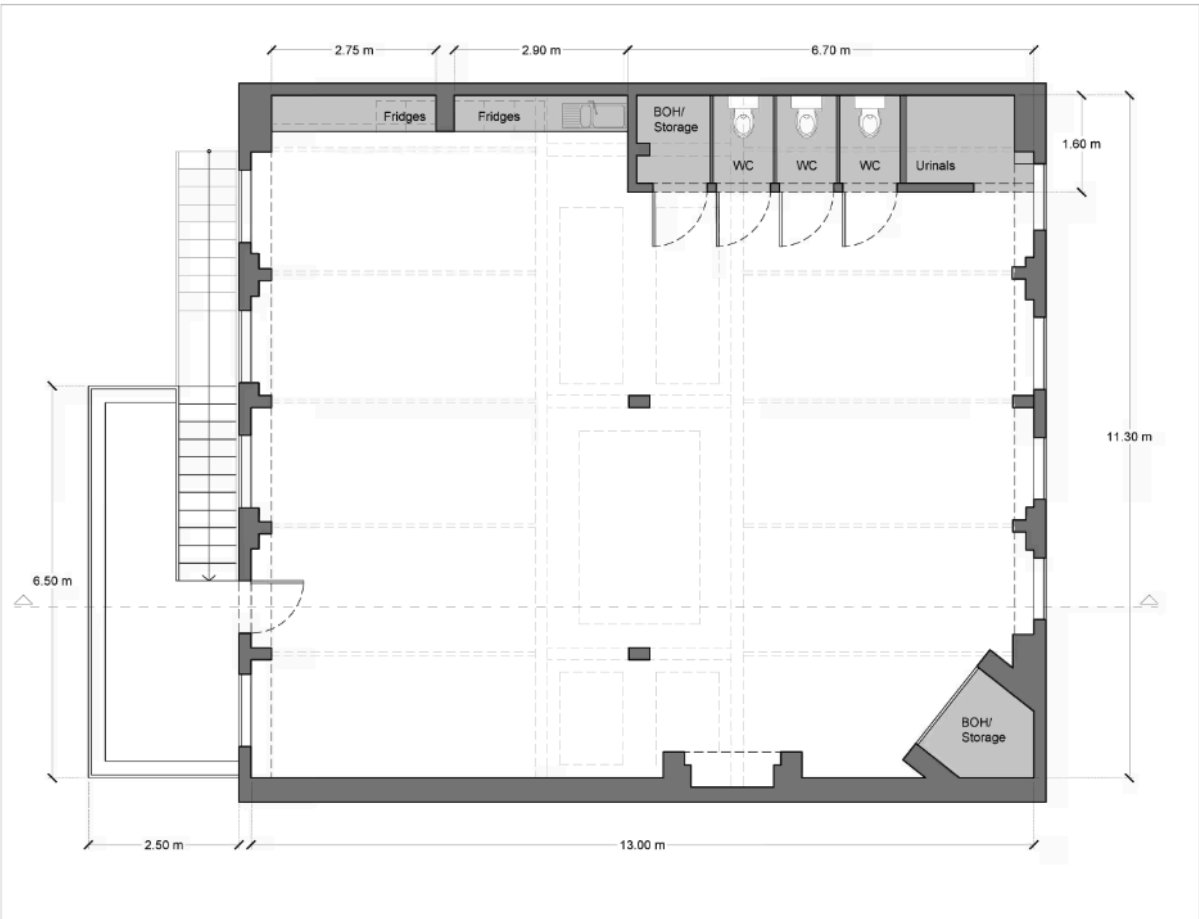 2.75 m
2.90 m
6.70 m
Fridges
Fridges
BOH/
Storage
WC
WC
WC
Urinals
1.60 m
11.30 m
6.50 m
BOH/
Storage
2.50 m
13.00 m